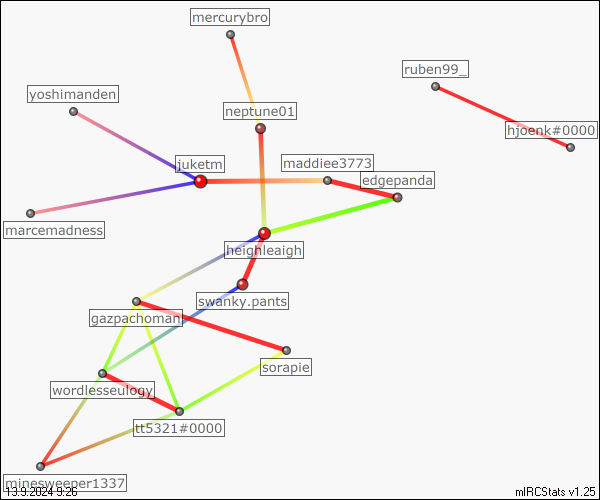 mercurybro
ruben99_
yoshimanden
neptune01
hjoenk#0000
juketm
maddiee3773
edgepanda
marcemadness
heighleaigh
swanky.pants
gazpachoman
sorapie
wordlesseulogy
tt5321#0000
minesweeper1337
13.9.2024 9:26
mIRCStats v1.25